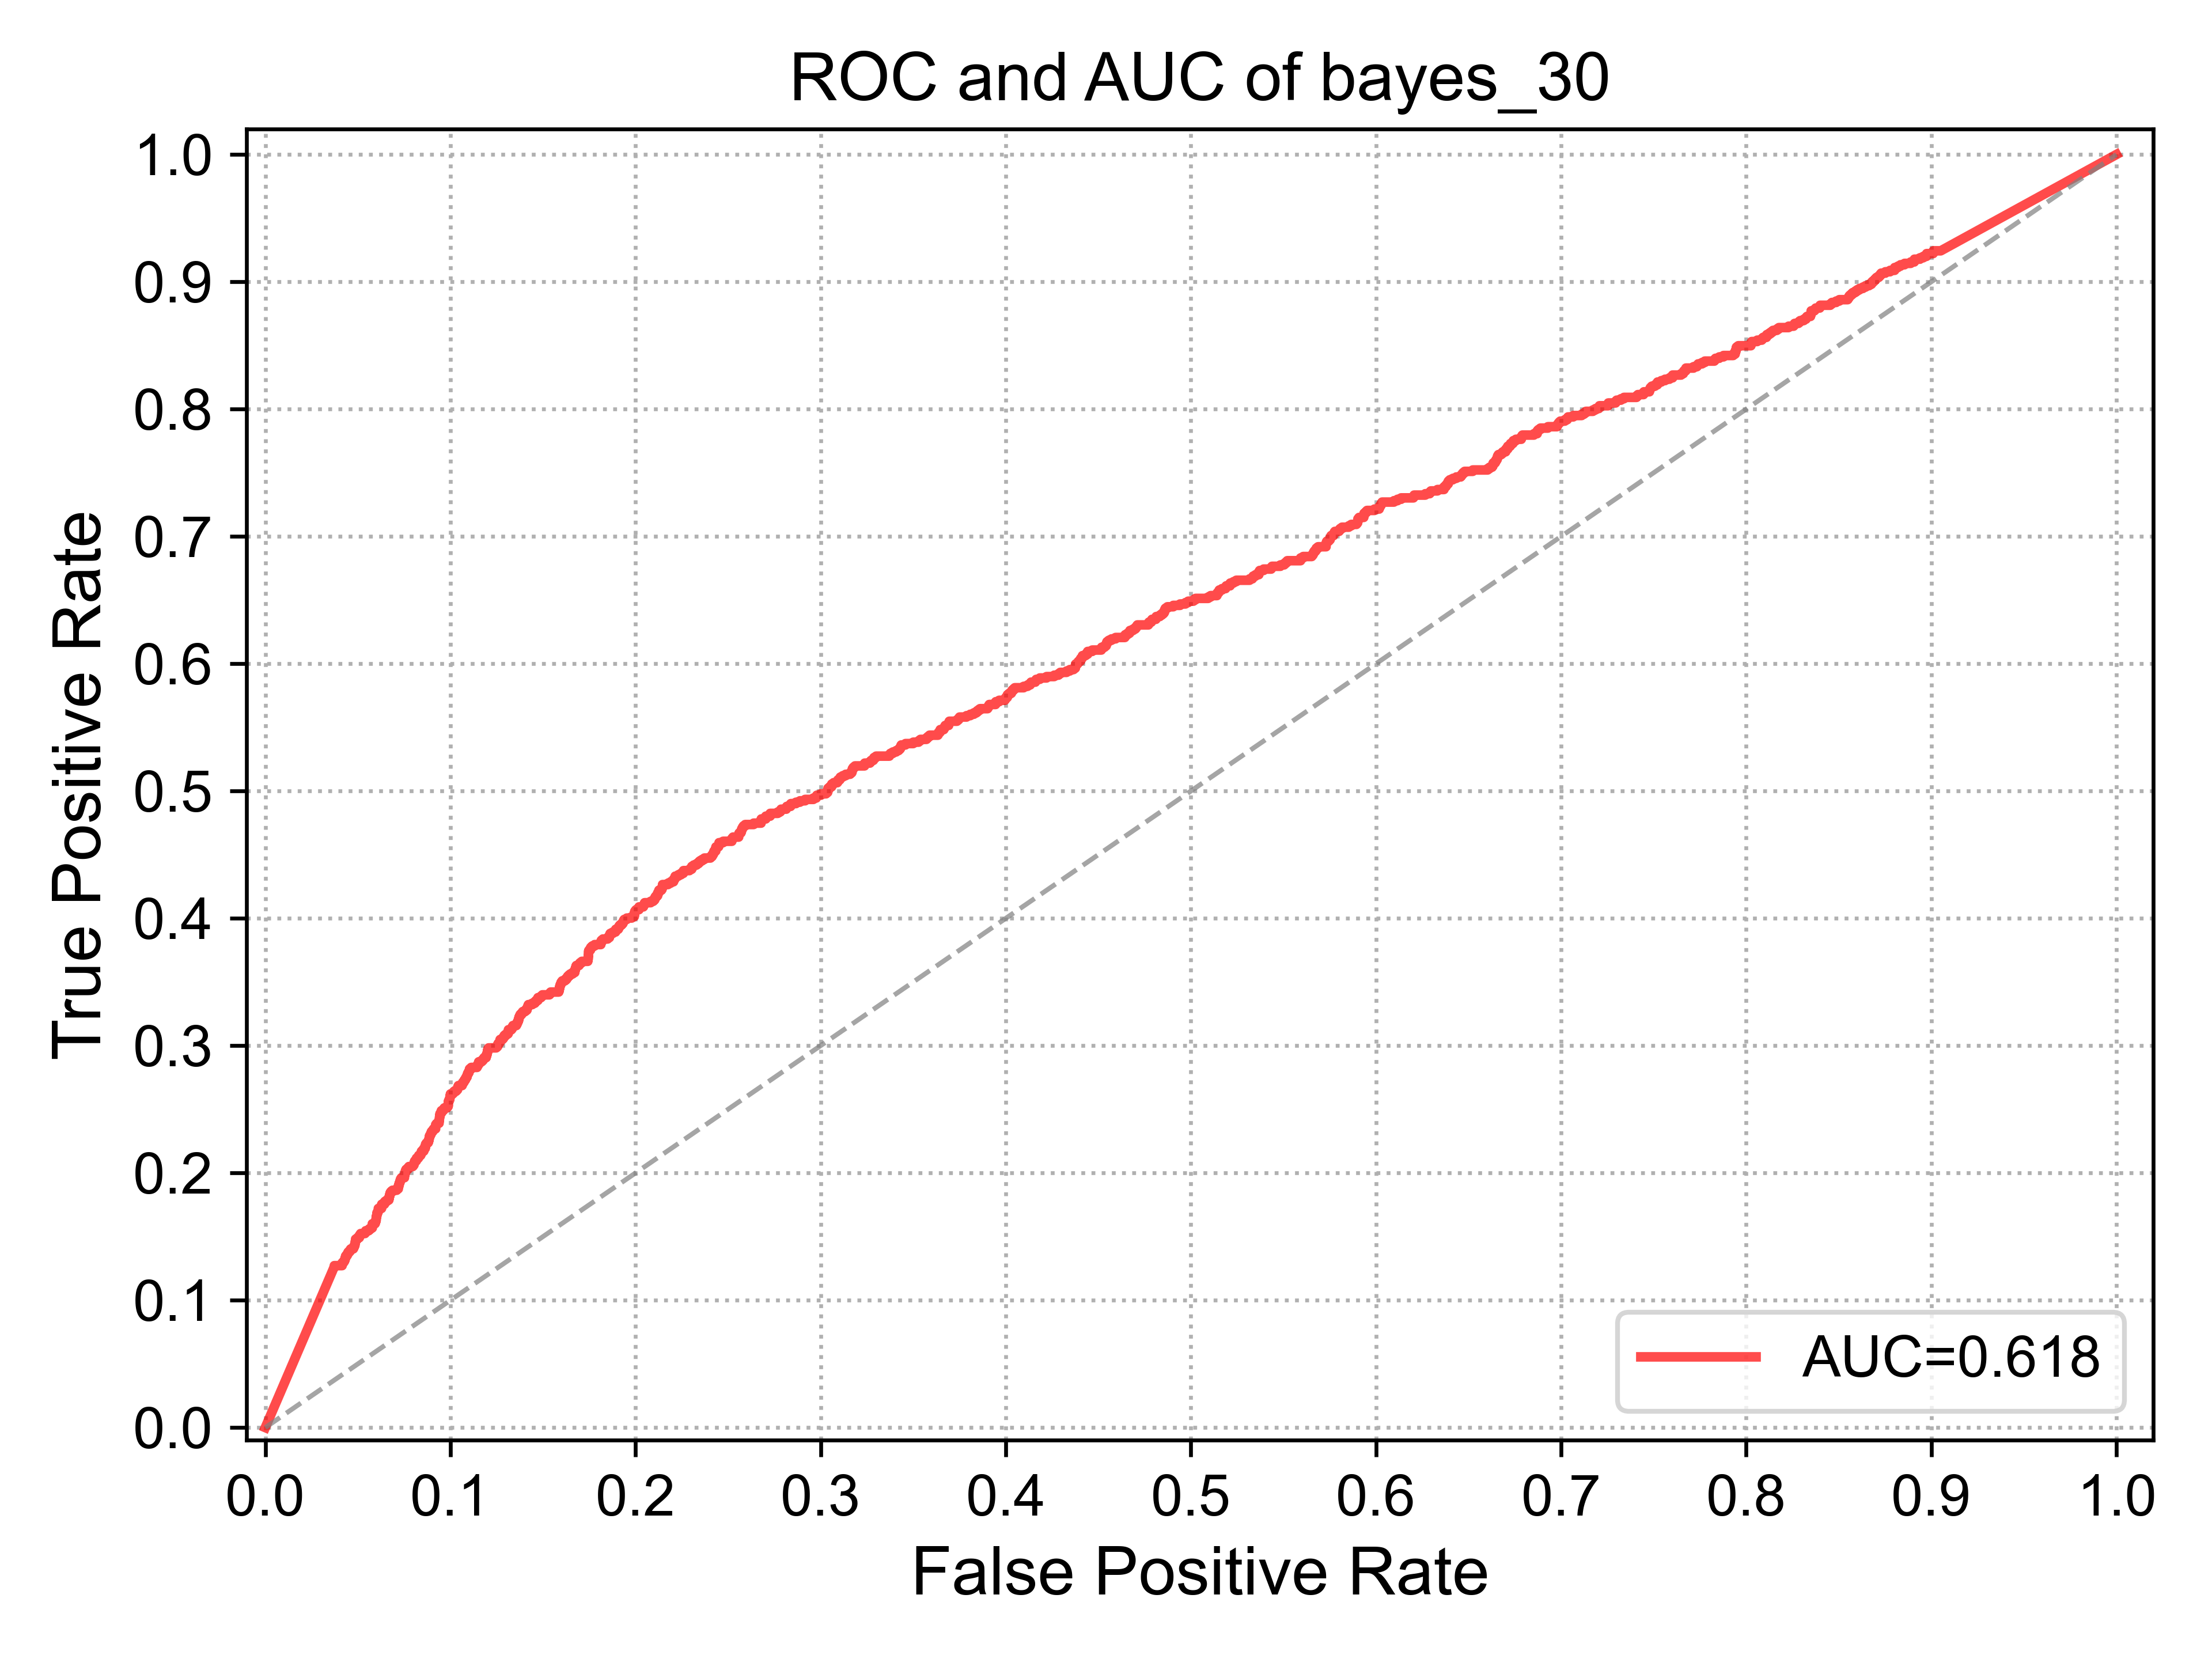 ROC and AUC of bayes_30
True Positive Rate
1.0
0.9
0.8
0.7
0.6
0.5
0.4
0.3
0.2
0.1
0.0
AUC=0.618
0.0 0.1 0.2 0.3 0.4 0.5 0.6 0.7 0.8 0.9 1.0
False Positive Rate